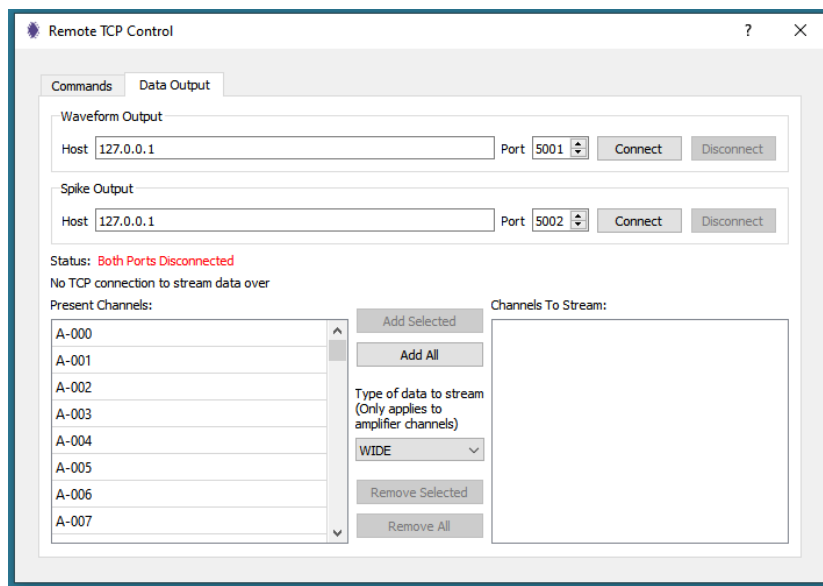 Remote TCP Control
?
Commands
Data Output
Waveform Output
Host 127.0.0.1 Port 5001 Connect Disconnect
Spike Output
Host 127.0.0.1 Port 5002 Connect Disconnect
Status: Both Ports Disconnected
No TCP connection to stream data over
Present Channels:
A-000
A-001
A-002
A-003
A-004
A-005
A-006
A-007
Add Selected
Add All
Type of data to stream
(Only applies to
amplifier channels)
WIDE
Remove Selected
Remove All
Channels To Stream: